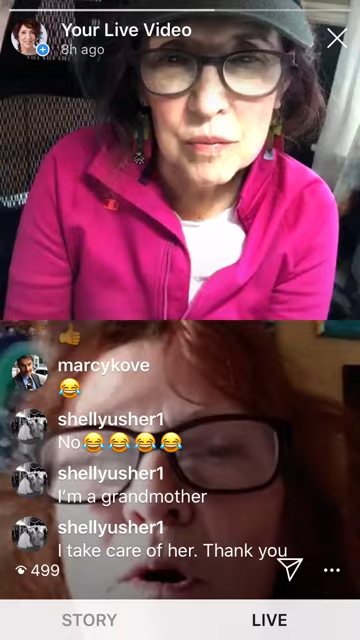 Your Live Video
8h ago
marcykove
😂
shellyusher1
No😂😂😂😂
shellyusher1
I'm a grandmother
shellyusher1
I take care of her. Thank you
499
STORY
LIVE